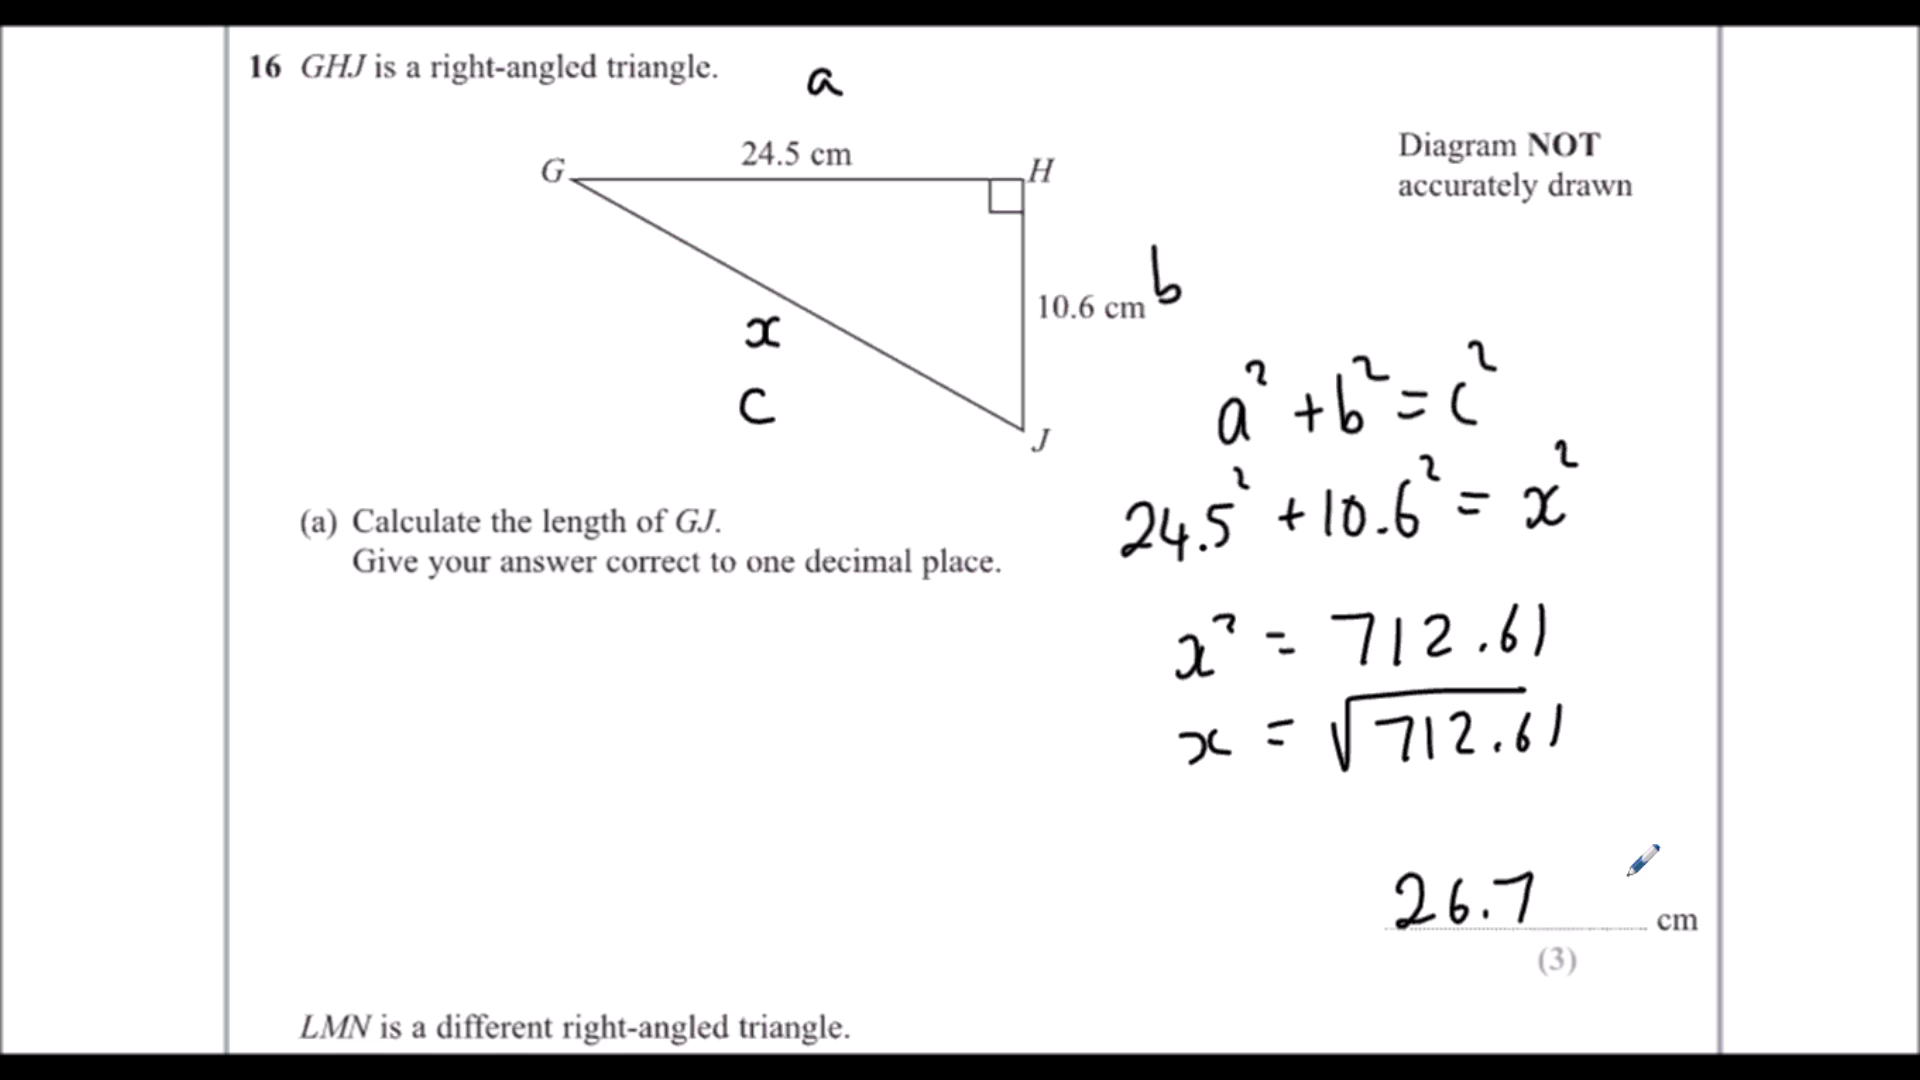 16 GHJ is a right-angled triangle.
a
Diagram NOT
accurately drawn
24.5 cm
G
H
10.6 cm
b
x
c
J
a² + b² = c²
24.5² + 10.6² = x²
(a) Calculate the length of GJ.
Give your answer correct to one decimal place.
x² = 712.61
x = √712.61
26.7 cm
(3)
LMN is a different right-angled triangle.